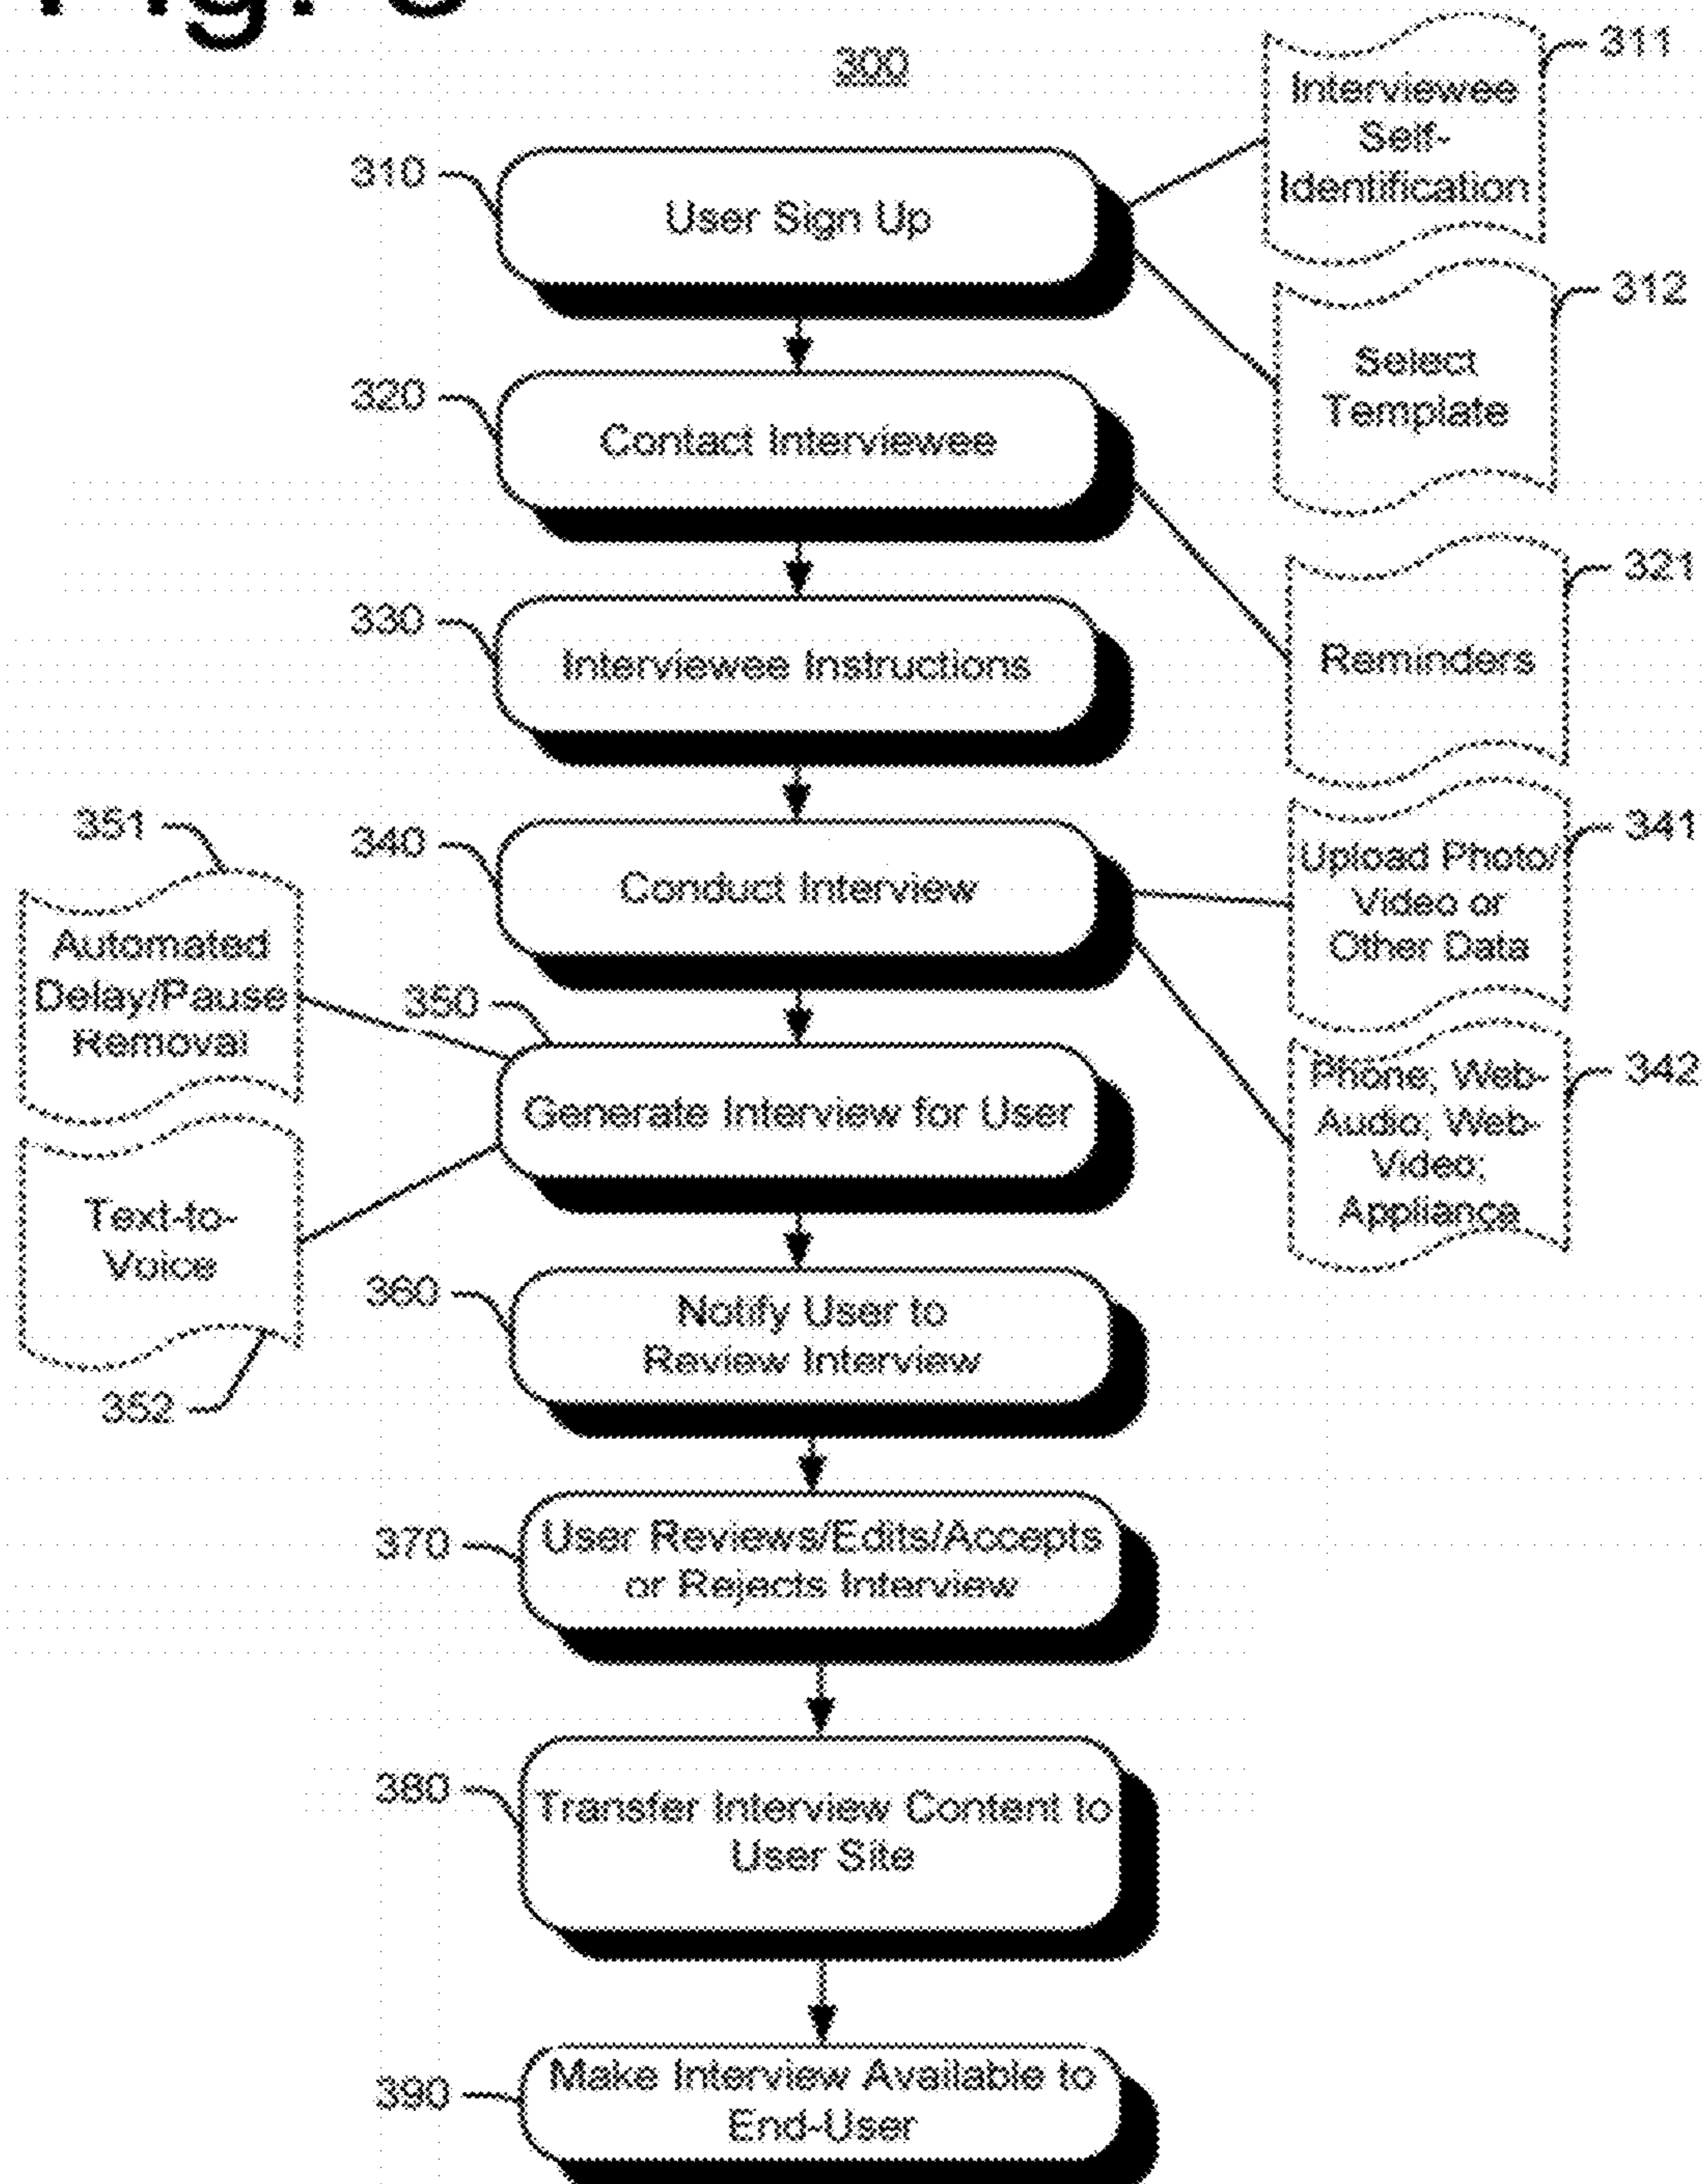 300
311
Interviewee
Self-
Identification
310
User Sign Up
312
Select
Template
320
Contact Interviewee
321
Reminders
330
Interviewee Instructions
341
Upload Photo/
Video or
Other Data
340
Conduct Interview
351
Automated
Delay/Pause
Removal
350
Generate Interview for User
342
Phone; Web-
Audio; Web-
Video;
Appliance
Text-to-
Voice
352
360
Notify User to
Review Interview
370
User Reviews/Edits/Accepts
or Rejects Interview
380
Transfer Interview Content to
User Site
390
Make Interview Available to
End-User